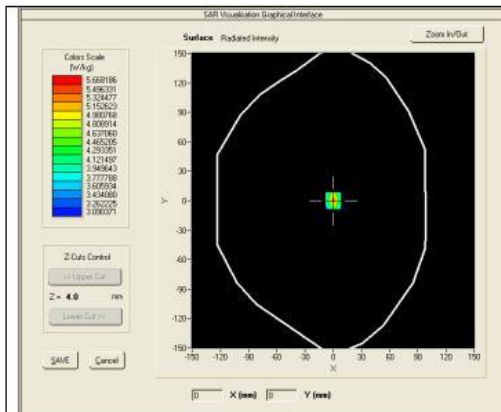 SAR Visualisation Graphical Interface
Surface Radiated Intensity
Zoom In/Out
Colors Scale
(W/kg)
5.668186
5.496331
5.324477
5.152623
4.980768
4.808914
4.637060
4.465205
4.293351
4.121497
3.949643
3.777788
3.605934
3.434080
3.262225
3.090371
Z-Cuts Control
<< Upper Cut
Z = 4.0 mm
Lower Cut >>
SAVE Cancel
150
120
90
60
30
0
-30
-60
-90
-120
-150
Y
-150 -120 -90 -60 -30 0 30 60 90 120 150
X
0 X (mm) 0 Y (mm)